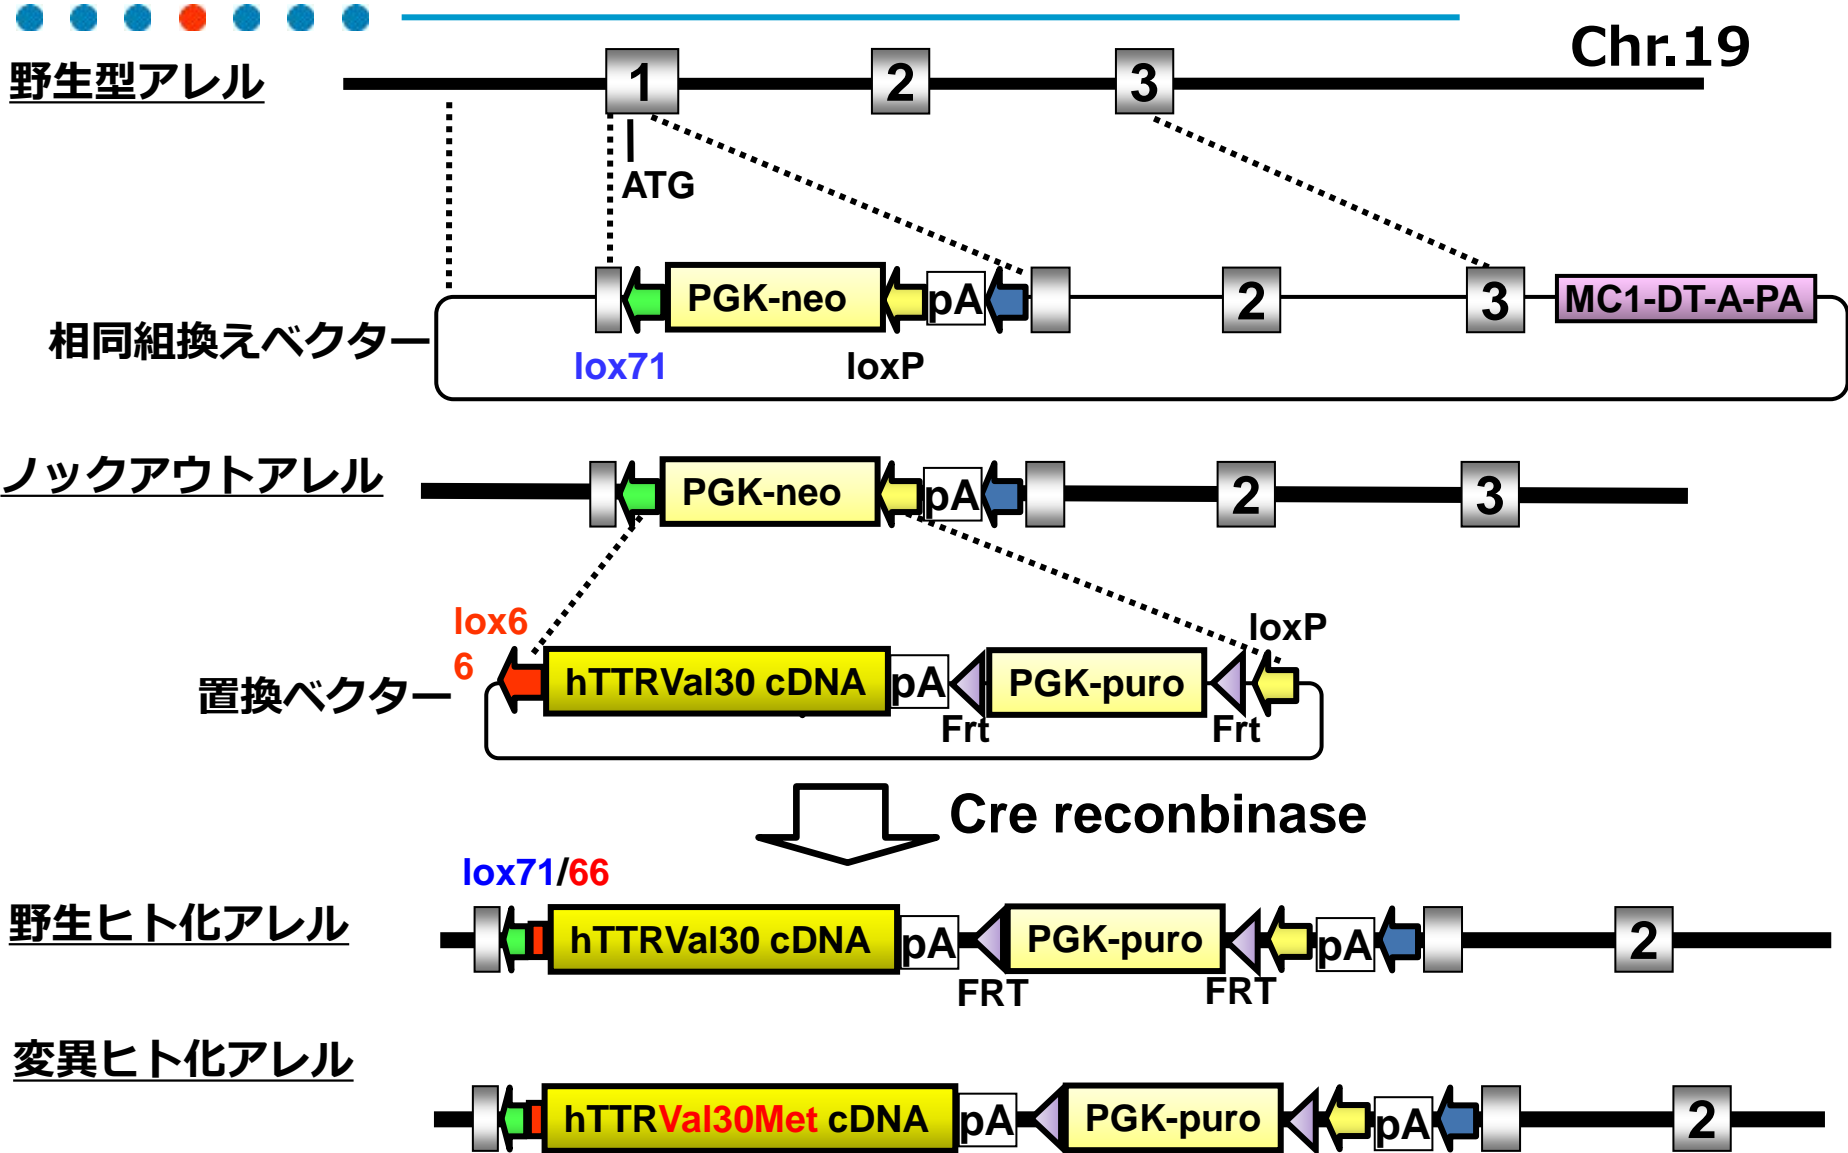 Chr.19
野生型アレル
1 2 3
ATG
PGK-neo pA 2 3 MC1-DT-A-PA
相同組換えベクター
lox71 loxP
ノックアウトアレル
PGK-neo pA 2 3
lox6
6
loxP
置換ベクター
hTTRVal30 cDNA pA PGK-puro
Frt Frt
Cre reconbinase
lox71/66
野生ヒト化アレル
hTTRVal30 cDNA pA PGK-puro pA 2
FRT FRT
変異ヒト化アレル
hTTRVal30Met cDNA pA PGK-puro pA 2